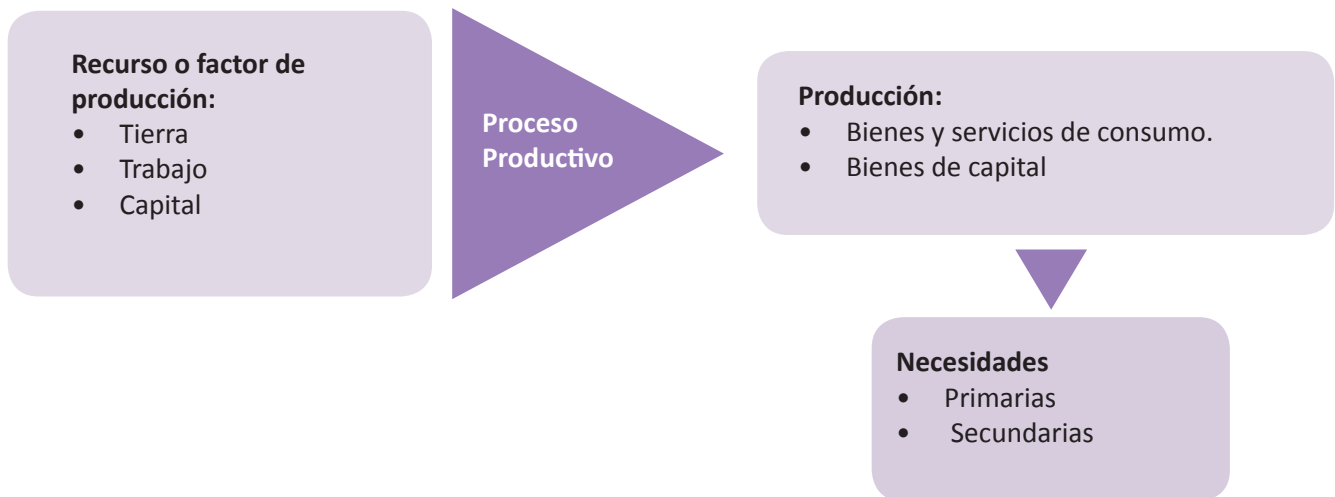 Recurso o factor de
producción:
• Tierra
• Trabajo
• Capital
Proceso
Productivo
Producción:
• Bienes y servicios de consumo.
• Bienes de capital
Necesidades
• Primarias
• Secundarias